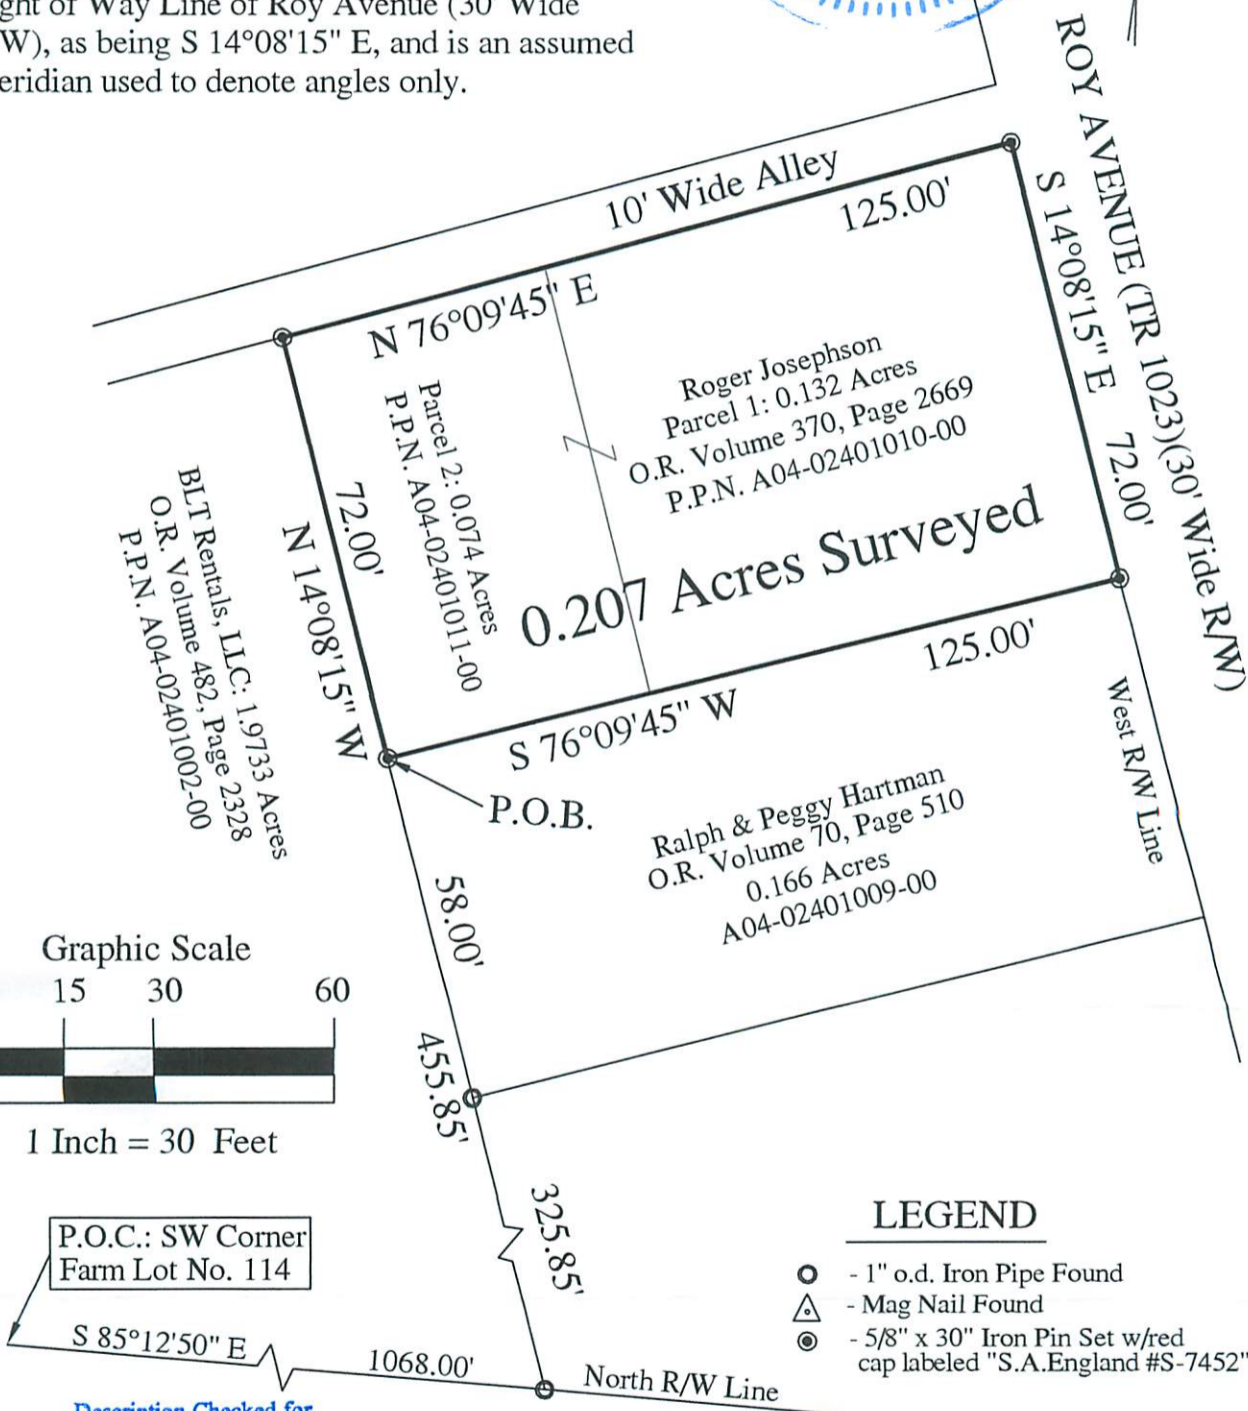 ght of Way Line of Roy Avenue (30' Wide
W), as being S 14°08'15" E, and is an assumed
eridian used to denote angles only.
ROY AVENUE (TR 1023)(30' Wide R/W)
10' Wide Alley
125.00'
N 76°09'45" E
S 14°08'15" E 72.00'
Roger Josephson
Parcel 1: 0.132 Acres
O.R. Volume 370, Page 2669
P.P.N. A04-02401010-00
Parcel 2: 0.074 Acres
P.P.N. A04-02401011-00
72.00'
N 14°08'15" W
BLT Rentals, LLC: 1.9733 Acres
O.R. Volume 482, Page 2328
P.P.N. A04-02401002-00
0.207 Acres Surveyed
125.00'
S 76°09'45" W
West R/W Line
P.O.B.
Ralph & Peggy Hartman
O.R. Volume 70, Page 510
0.166 Acres
A04-02401009-00
58.00'
Graphic Scale
15 30 60
1 Inch = 30 Feet
455.85'
325.85'
P.O.C.: SW Corner
Farm Lot No. 114
S 85°12'50" E
1068.00'
North R/W Line
LEGEND
- 1" o.d. Iron Pipe Found
- Mag Nail Found
- 5/8" x 30" Iron Pin Set w/red
cap labeled "S.A.England #S-7452"
Description Checked for